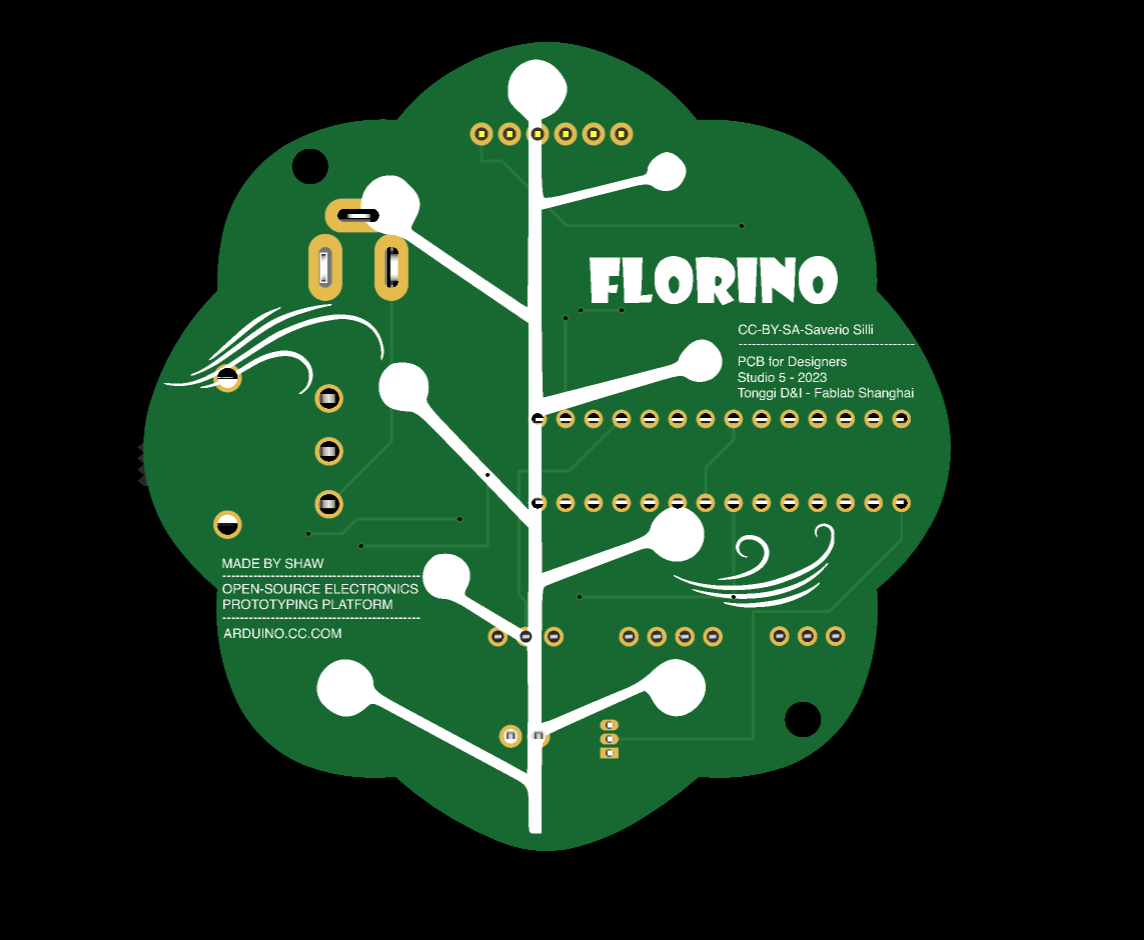 FLORINO
CC-BY-SA-Saverio Silli
PCB for Designers
Studio 5 - 2023
Tonggi D&I - Fablab Shanghai
MADE BY SHAW
OPEN-SOURCE ELECTRONICS
PROTOTYPING PLATFORM
ARDUINO.CC.COM